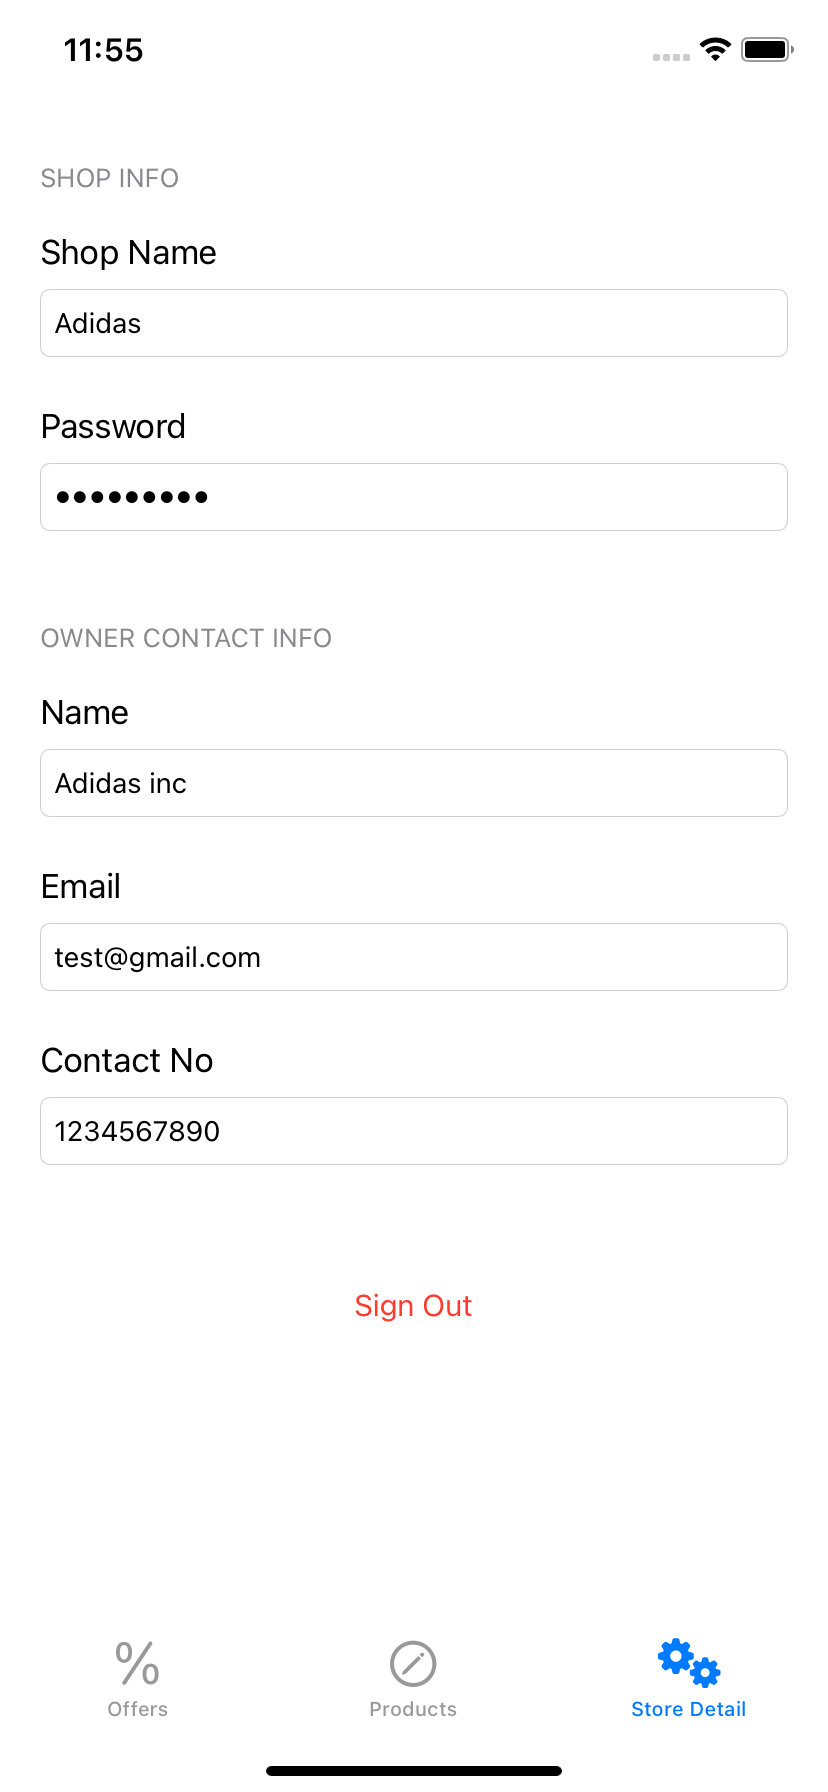 11:55
SHOP INFO
Shop Name
Adidas
Password
•••••••••
OWNER CONTACT INFO
Name
Adidas inc
Email
test@gmail.com
Contact No
1234567890
Sign Out
Offers
Products
Store Detail